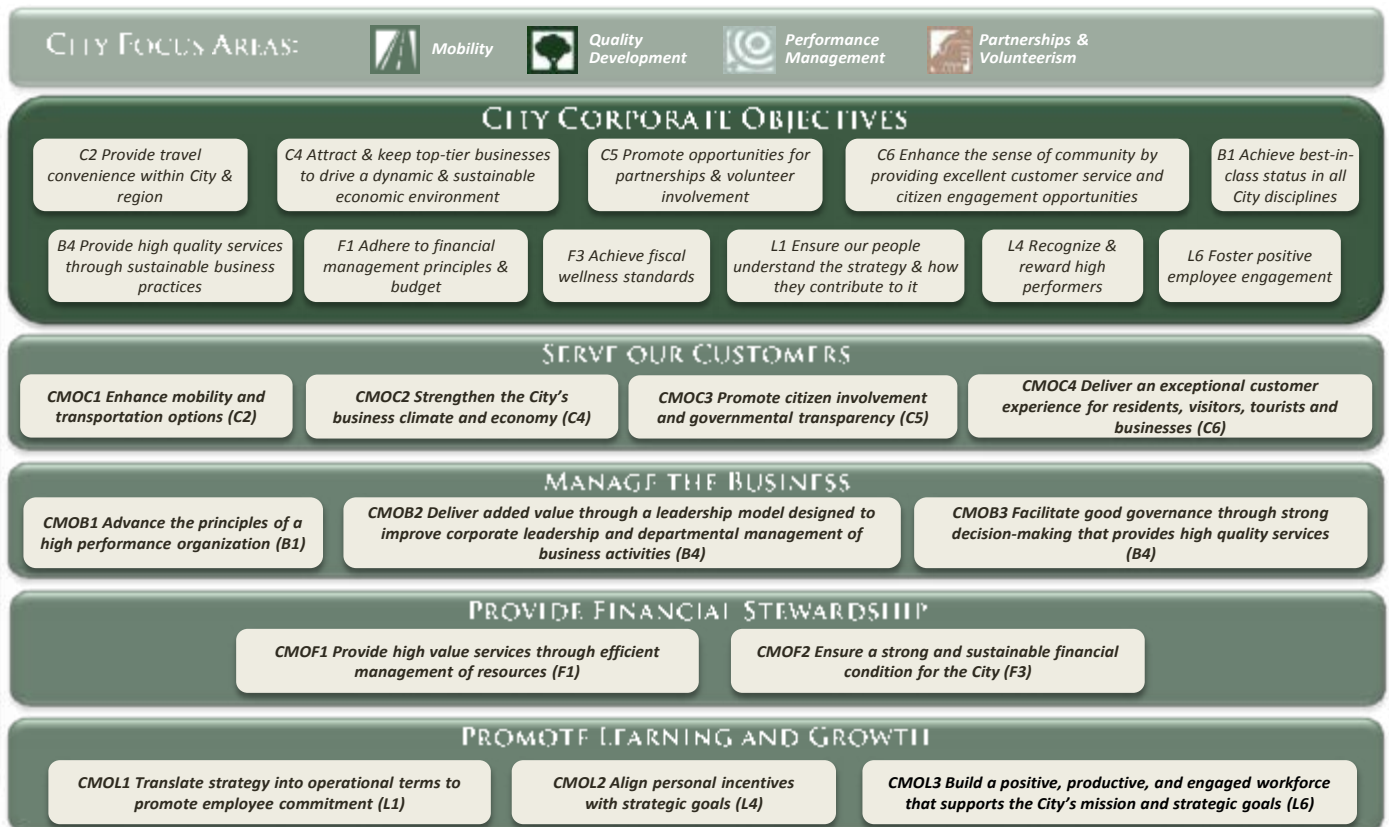 CITY FOCUS AREAS:
Mobility
Quality
Development
Performance
Management
Partnerships &
Volunteerism
CITY CORPORATE OBJECTIVES
C2 Provide travel
convenience within City &
region
C4 Attract & keep top-tier businesses
to drive a dynamic & sustainable
economic environment
C5 Promote opportunities for
partnerships & volunteer
involvement
C6 Enhance the sense of community by
providing excellent customer service and
citizen engagement opportunities
B1 Achieve best-in-
class status in all
City disciplines
B4 Provide high quality services
through sustainable business
practices
F1 Adhere to financial
management principles &
budget
F3 Achieve fiscal
wellness standards
L1 Ensure our people
understand the strategy & how
they contribute to it
L4 Recognize &
reward high
performers
L6 Foster positive
employee engagement
SERVE OUR CUSTOMERS
CMOC1 Enhance mobility and
transportation options (C2)
CMOC2 Strengthen the City's
business climate and economy (C4)
CMOC3 Promote citizen involvement
and governmental transparency (C5)
CMOC4 Deliver an exceptional customer
experience for residents, visitors, tourists and
businesses (C6)
MANAGE THE BUSINESS
CMOB1 Advance the principles of a
high performance organization (B1)
CMOB2 Deliver added value through a leadership model designed to
improve corporate leadership and departmental management of
business activities (B4)
CMOB3 Facilitate good governance through strong
decision-making that provides high quality services
(B4)
PROVIDE FINANCIAL STEWARDSHIP
CMOF1 Provide high value services through efficient
management of resources (F1)
CMOF2 Ensure a strong and sustainable financial
condition for the City (F3)
PROMOTE LEARNING AND GROWTH
CMOL1 Translate strategy into operational terms to
promote employee commitment (L1)
CMOL2 Align personal incentives
with strategic goals (L4)
CMOL3 Build a positive, productive, and engaged workforce
that supports the City's mission and strategic goals (L6)